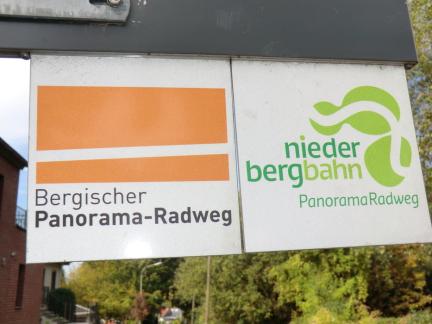 Bergischer
Panorama-Radweg
nieder
bergbahn
PanoramaRadweg